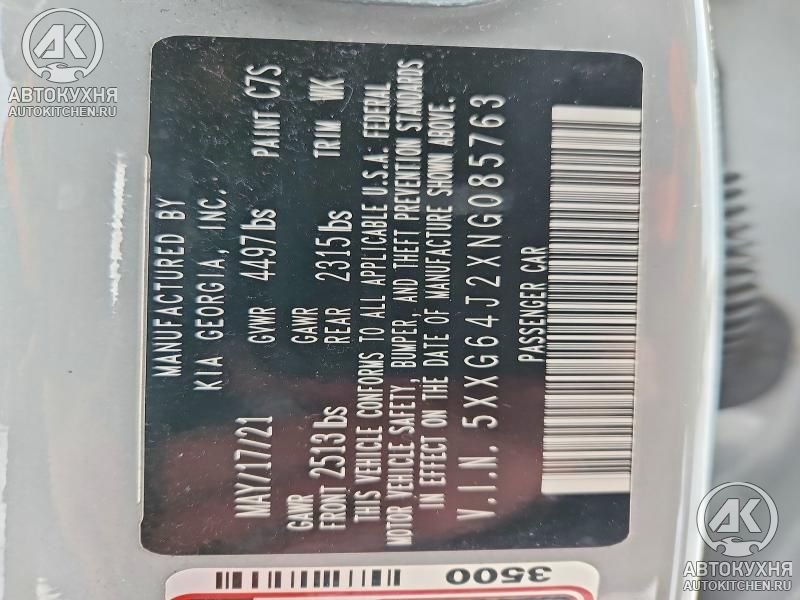 MANUFACTURED BY
KIA GEORGIA, INC.
MAY/17/21 GVWR 4497lbs PAINT C7S
GAWR FRONT 2513lbs GAWR REAR 2315lbs TRIM WK
THIS VEHICLE CONFORMS TO ALL APPLICABLE U.S.A. FEDERAL
MOTOR VEHICLE SAFETY, BUMPER, AND THEFT PREVENTION STANDARDS
IN EFFECT ON THE DATE OF MANUFACTURE SHOWN ABOVE.
V.I.N. 5XXG64J2XNG085763
PASSENGER CAR
3500
АК
АВТОКУХНЯ
AUTOKITCHEN.RU
АК
АВТОКУХНЯ
AUTOKITCHEN.RU